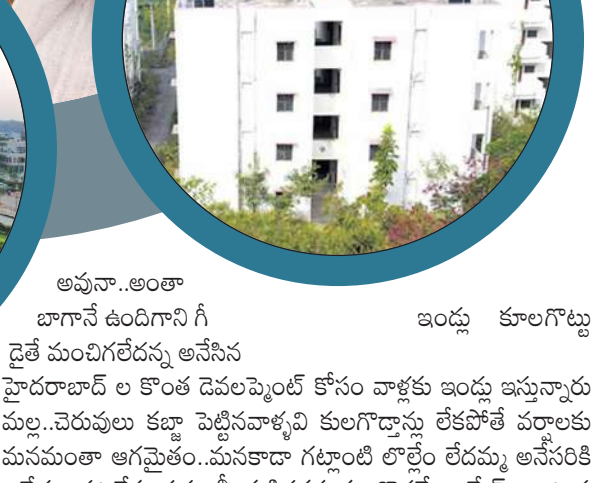 అవునా..అంతా
బాగానే ఉందిగాని గీ ఇండ్లు కూలగొట్టు
డైతే మంచిగలేదన్న అనేసిన
హైదరాబాద్ ల కొంత డెవలప్మెంట్ కోసం వాళ్లకు ఇండ్లు ఇస్తున్నారు
మల్ల..చెరువులు కబ్జా పెట్టినవాళ్ళవి కులగొడ్తాన్లు లేకపోతే వర్షాలకు
మనమంతా ఆగమైతం..మనకాడా గట్లాంటి లొల్లేం లేదమ్మ అనేసరికి